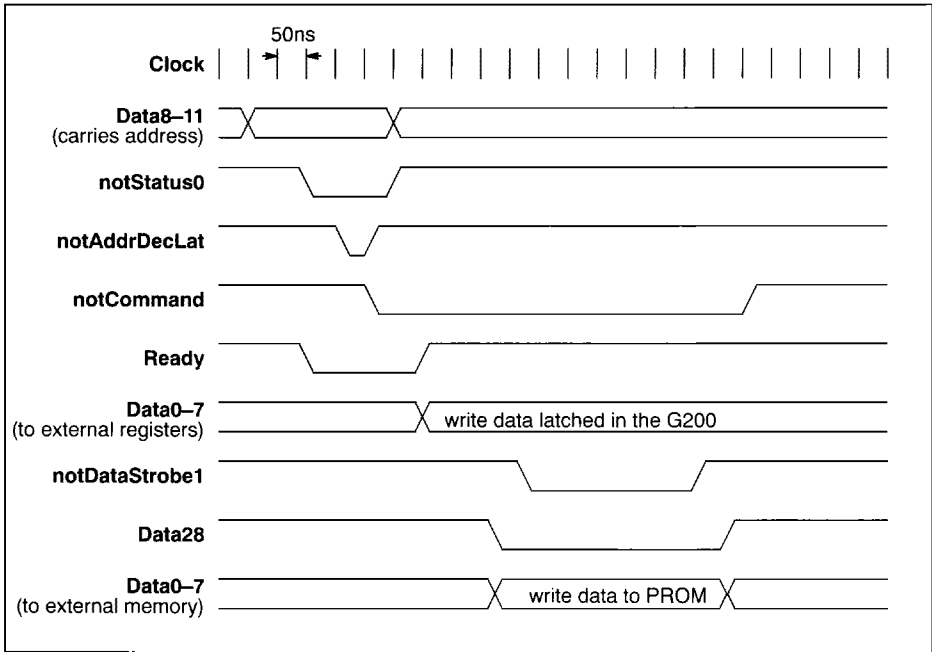 50ns
Clock
Data8–11
(carries address)
notStatus0
notAddrDecLat
notCommand
Ready
Data0–7
(to external registers)
write data latched in the G200
notDataStrobe1
Data28
Data0–7
(to external memory)
write data to PROM